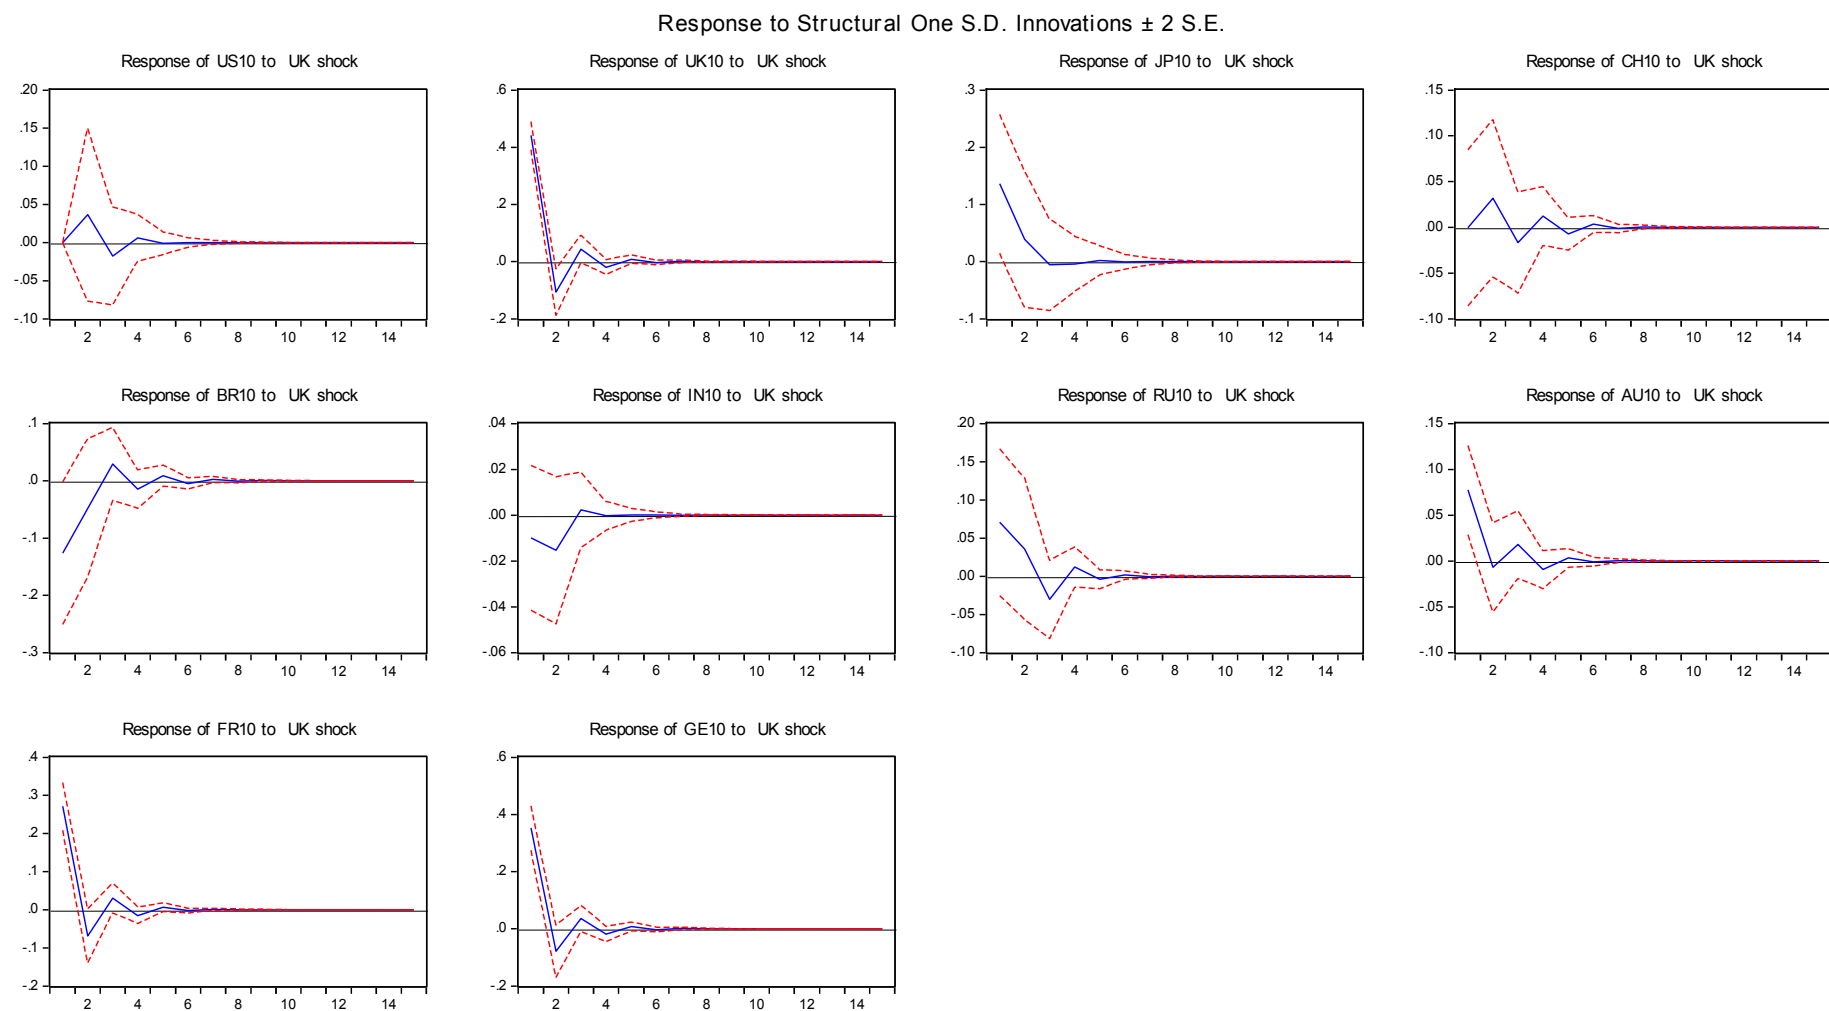 Response to Structural One S.D. Innovations ± 2 S.E.
Response of US10 to UK shock
.20
.15
.10
.05
.00
-.05
-.10
2 4 6 8 10 12 14
Response of UK10 to UK shock
.6
.4
.2
.0
-.2
2 4 6 8 10 12 14
Response of JP10 to UK shock
.3
.2
.1
.0
-.1
2 4 6 8 10 12 14
Response of CH10 to UK shock
.15
.10
.05
.00
-.05
-.10
2 4 6 8 10 12 14
Response of BR10 to UK shock
.1
.0
-.1
-.2
-.3
2 4 6 8 10 12 14
Response of IN10 to UK shock
.04
.02
.00
-.02
-.04
-.06
2 4 6 8 10 12 14
Response of RU10 to UK shock
.20
.15
.10
.05
.00
-.05
-.10
2 4 6 8 10 12 14
Response of AU10 to UK shock
.15
.10
.05
.00
-.05
-.10
2 4 6 8 10 12 14
Response of FR10 to UK shock
.4
.3
.2
.1
.0
-.1
-.2
2 4 6 8 10 12 14
Response of GE10 to UK shock
.6
.4
.2
.0
-.2
2 4 6 8 10 12 14